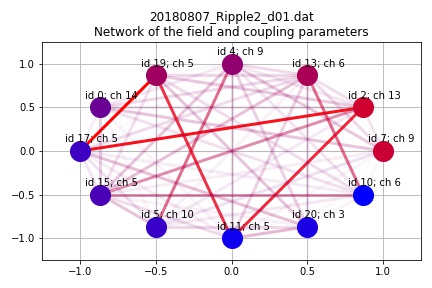 20180807_Ripple2_d01.dat
Network of the field and coupling parameters
id 4; ch 9
id 19; ch 5
id 13; ch 6
id 0; ch 14
id 2; ch 13
id 17; ch 5
id 7; ch 9
id 15; ch 5
id 10; ch 6
id 5; ch 10
id 11; ch 5
id 20; ch 3
1.0
0.5
0.0
−0.5
−1.0
−1.0
−0.5
0.0
0.5
1.0